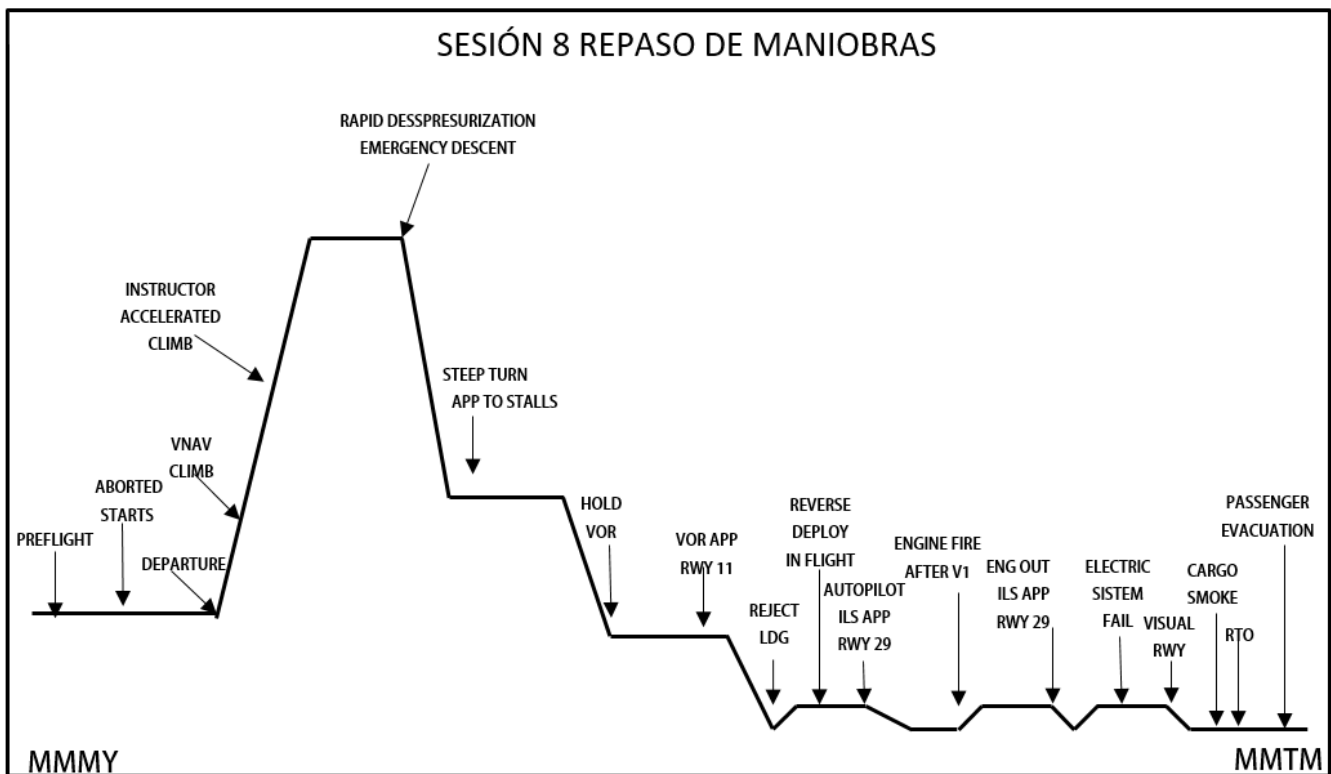 SESIÓN 8 REPASO DE MANIOBRAS
RAPID DESSPRESURIZATION
EMERGENCY DESCENT
INSTRUCTOR
ACCELERATED
CLIMB
STEEP TURN
APP TO STALLS
VNAV
CLIMB
ABORTED
STARTS
PREFLIGHT
DEPARTURE
HOLD
VOR
VOR APP
RWY 11
REJECT
LDG
REVERSE
DEPLOY
IN FLIGHT
AUTOPILOT
ILS APP
RWY 29
ENGINE FIRE
AFTER V1
ENG OUT
ILS APP
RWY 29
ELECTRIC
SISTEM
FAIL
VISUAL
RWY
CARGO
SMOKE
RTO
PASSENGER
EVACUATION
MMMY
MMTM